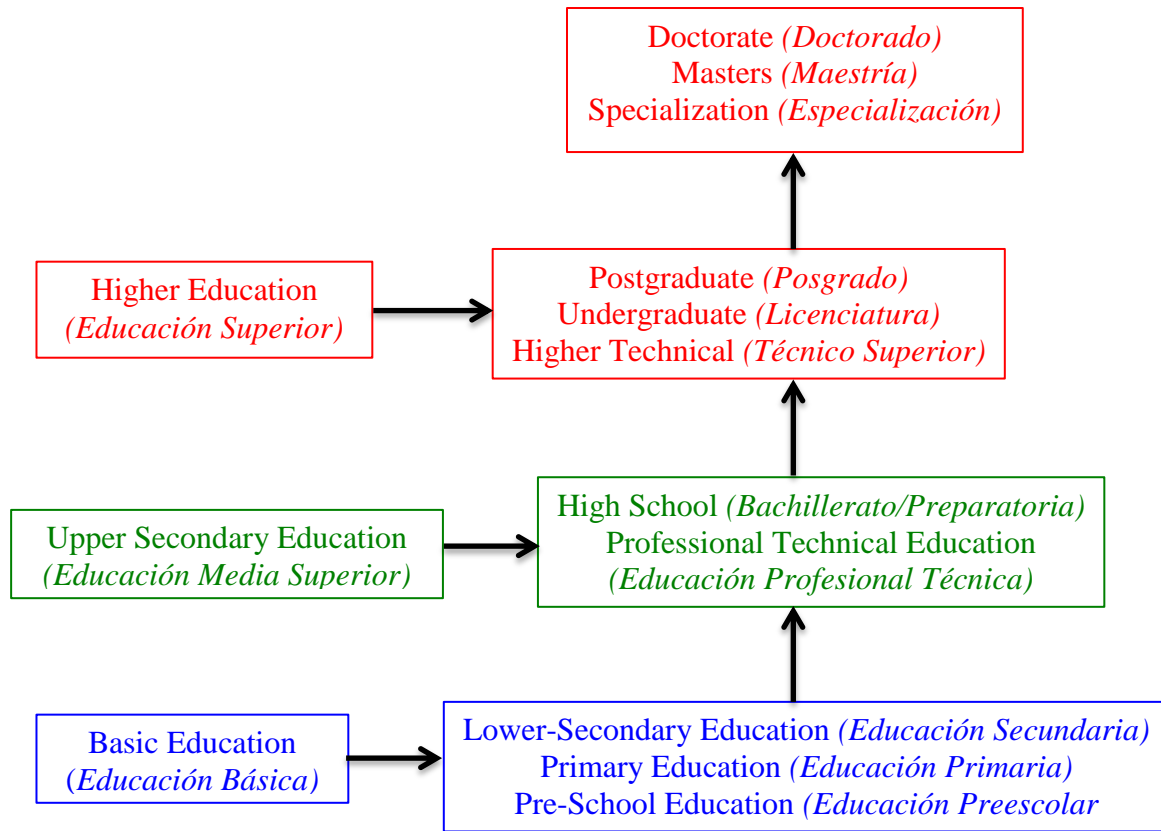 Doctorate (Doctorado)
Masters (Maestría)
Specialization (Especialización)
Higher Education
(Educación Superior)
Postgraduate (Posgrado)
Undergraduate (Licenciatura)
Higher Technical (Técnico Superior)
Upper Secondary Education
(Educación Media Superior)
High School (Bachillerato/Preparatoria)
Professional Technical Education
(Educación Profesional Técnica)
Basic Education
(Educación Básica)
Lower-Secondary Education (Educación Secundaria)
Primary Education (Educación Primaria)
Pre-School Education (Educación Preescolar